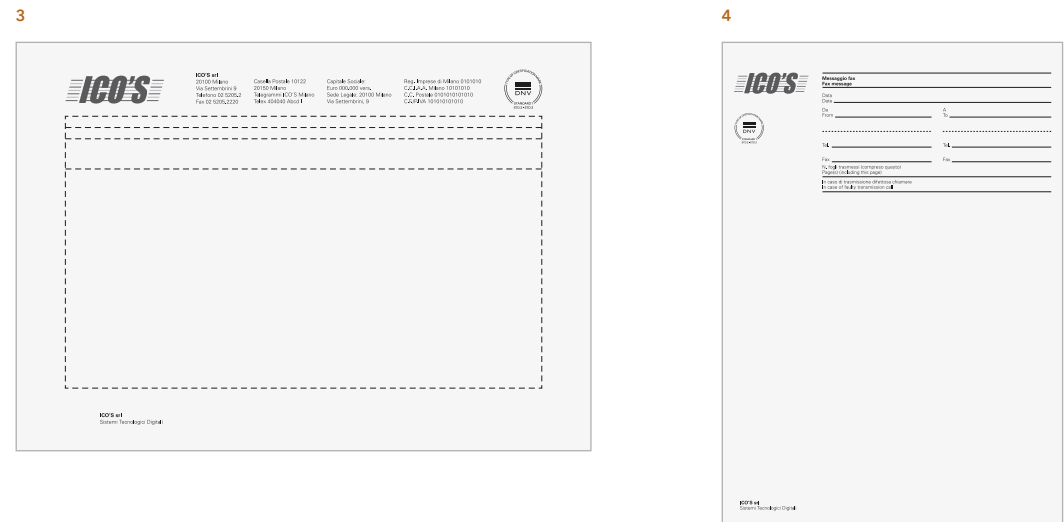 3
ICO'S
ICO'S srl
20100 Milano
Via Settembrini 9
Telefono 02 5205.2
Fax 02 5205.2220
Casella Postale 10122
20150 Milano
Telegrammi ICO'S Milano
Telex 404040 Abcd I
Capitale Sociale:
Euro 000.000 vers.
Sede Legale: 20100 Milano
Via Settembrini, 9
Reg. Imprese di Milano 0101010
C.C.I.A.A. Milano 10101010
C.C. Postale 0101010101010
C.F./P.IVA 101010101010
DNV
ICO'S srl
Sistemi Tecnologici Digitali
4
ICO'S
DNV
Messaggio fax
Fax message
Data
Date
Da
From
A
To
Tel.
Tel.
Fax
Fax
N. fogli trasmessi (compreso questo)
Page(s) (including this page)
In caso di trasmissione difettosa chiamare
In case of faulty transmission call
ICO'S srl
Sistemi Tecnologici Digitali